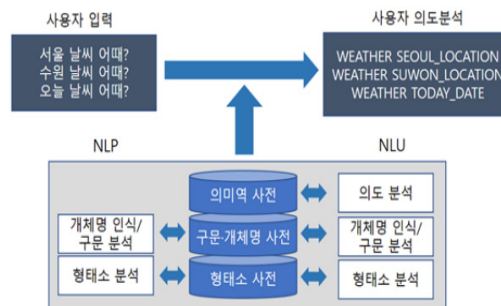 사용자 입력
사용자 의도분석
서울 날씨 어때?
수원 날씨 어때?
오늘 날씨 어때?
WEATHER SEOUL_LOCATION
WEATHER SUWON_LOCATION
WEATHER TODAY_DATE
NLP
NLU
의미역 사전
의도 분석
개체명 인식/
구문 분석
구문·개체명 사전
개체명 인식/
구문 분석
형태소 분석
형태소 사전
형태소 분석